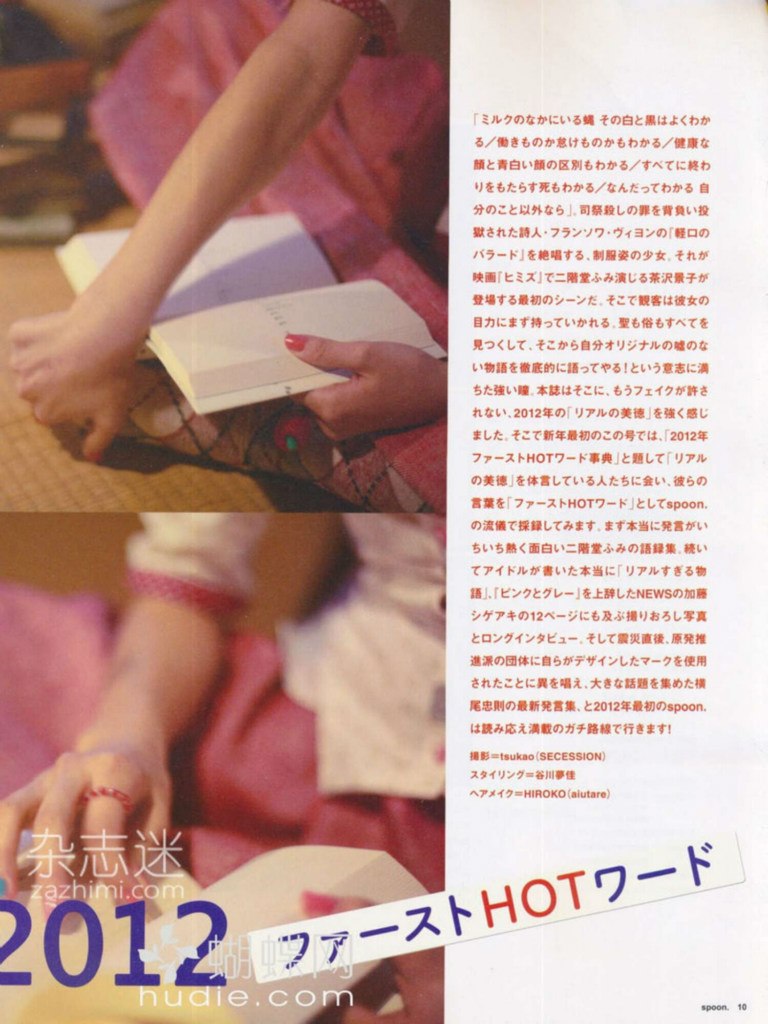 「ミルクのなかにいる蝿 その白と黒はよくわか
る／働きものか怠けものかもわかる／健康な
顔と青白い顔の区別もわかる／すべてに終わ
りをもたらす死もわかる／なんだってわかる 自
分のこと以外なら」。司祭殺しの罪を背負い投
獄された詩人・フランソワ・ヴィヨンの『軽口の
バラード』を絶唱する、制服姿の少女。それが
映画『ヒミズ』で二階堂ふみ演じる茶沢景子が
登場する最初のシーンだ。そこで観客は彼女の
目力にまず持っていかれる。聖も俗もすべてを
見つくして、そこから自分オリジナルの嘘のな
い物語を徹底的に語ってやる！という意志に満
ちた強い瞳。本誌はそこに、もうフェイクが許さ
れない、2012年の「リアルの美徳」を強く感じ
ました。そこで新年最初のこの号では、「2012年
ファーストHOTワード事典」と題して「リアル
の美徳」を体言している人たちに会い、彼らの
言葉を「ファーストHOTワード」としてspoon.
の流儀で採録してみます。まず本当に発言がい
ちいち熱く面白い二階堂ふみの語録集。続い
てアイドルが書いた本当に「リアルすぎる物
語」、『ピンクとグレー』を上辞したNEWSの加藤
シゲアキの12ページにも及ぶ撮りおろし写真
とロングインタビュー。そして震災直後、原発推
進派の団体に自らがデザインしたマークを使用
されたことに異を唱え、大きな話題を集めた横
尾忠則の最新発言集、と2012年最初のspoon.
は読み応え満載のガチ路線で行きます！
撮影＝tsukao（SECESSION）
スタイリング＝谷川夢佳
ヘアメイク＝HIROKO（aiutare）
杂志迷
zazhimi.com
2012 ファーストHOTワード
蝴蝶网
hudie.com
spoon. 10